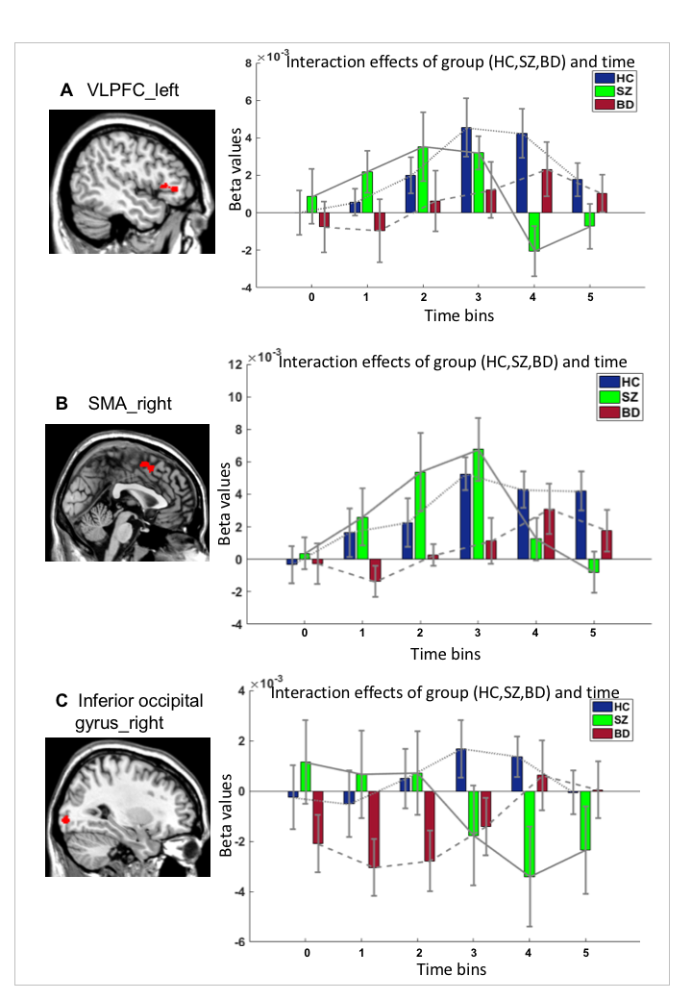 A VLPFC_left
×10⁻³
Interaction effects of group (HC,SZ,BD) and time
HC
SZ
BD
8
6
4
2
0
-2
-4
Beta values
0 1 2 3 4 5
Time bins
B SMA_right
×10⁻³
Interaction effects of group (HC,SZ,BD) and time
HC
SZ
BD
12
10
8
6
4
2
0
-2
-4
Beta values
0 1 2 3 4 5
Time bins
C Inferior occipital
gyrus_right
×10⁻³
Interaction effects of group (HC,SZ,BD) and time
HC
SZ
BD
4
2
0
-2
-4
-6
Beta values
0 1 2 3 4 5
Time bins